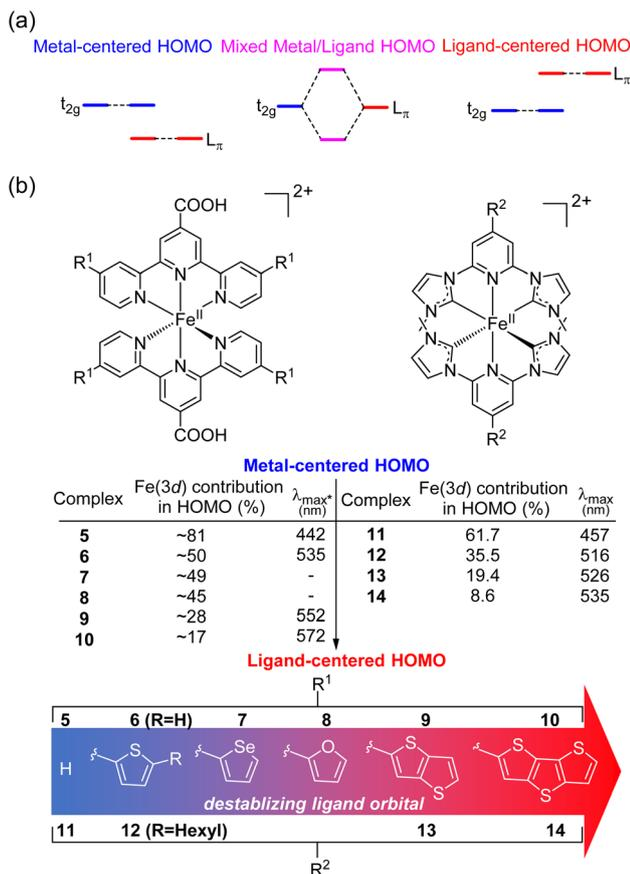 (a)
Metal-centered HOMO Mixed Metal/Ligand HOMO Ligand-centered HOMO
t2g Lπ
t2g Lπ
t2g Lπ
(b)
COOH 2+
R1 N N N R1
FeII
R1 N N N R1
COOH
R2 2+
N N N N N
FeII
N N N N N
R2
Metal-centered HOMO
Complex Fe(3d) contribution in HOMO (%) λmax* (nm) Complex Fe(3d) contribution in HOMO (%) λmax (nm)
5 ~81 442 11 61.7 457
6 ~50 535 12 35.5 516
7 ~49 - 13 19.4 526
8 ~45 - 14 8.6 535
9 ~28 552
10 ~17 572
Ligand-centered HOMO
R1
5 6 (R=H) 7 8 9 10
H S R Se O S S S S S
destablizing ligand orbital
11 12 (R=Hexyl) 13 14
R2